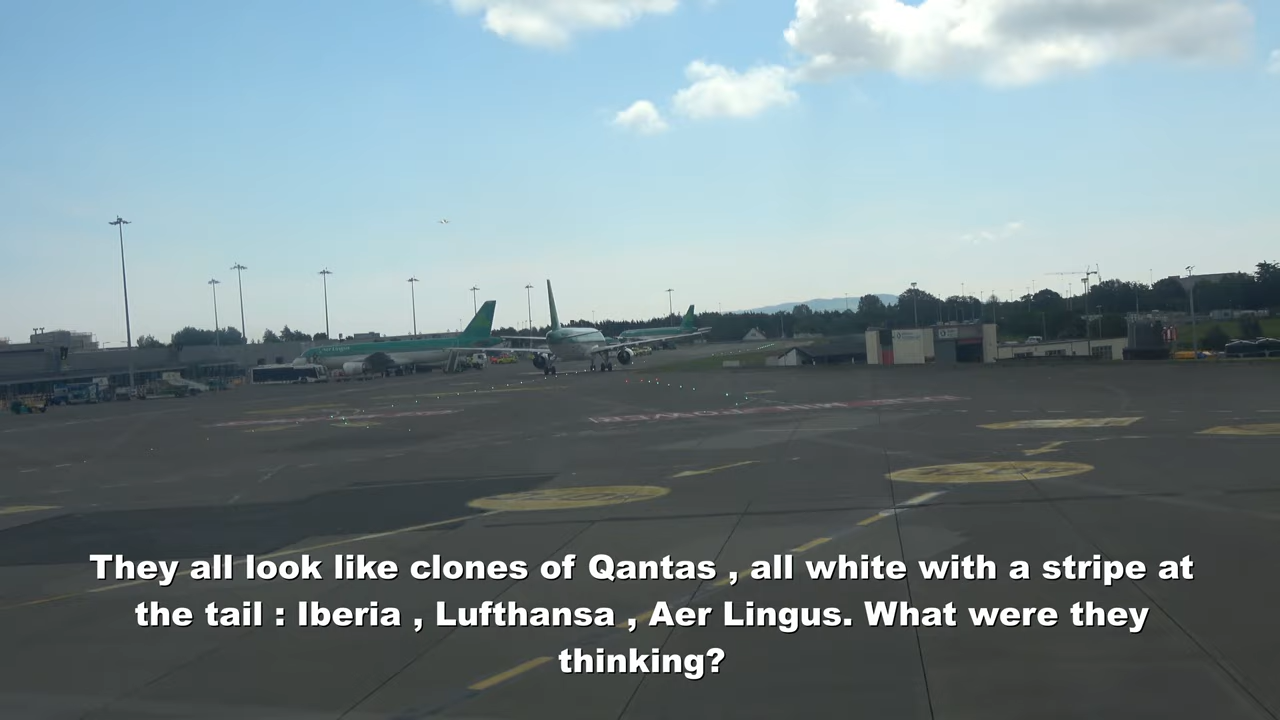 They all look like clones of Qantas , all white with a stripe at
the tail : Iberia , Lufthansa , Aer Lingus. What were they
thinking?